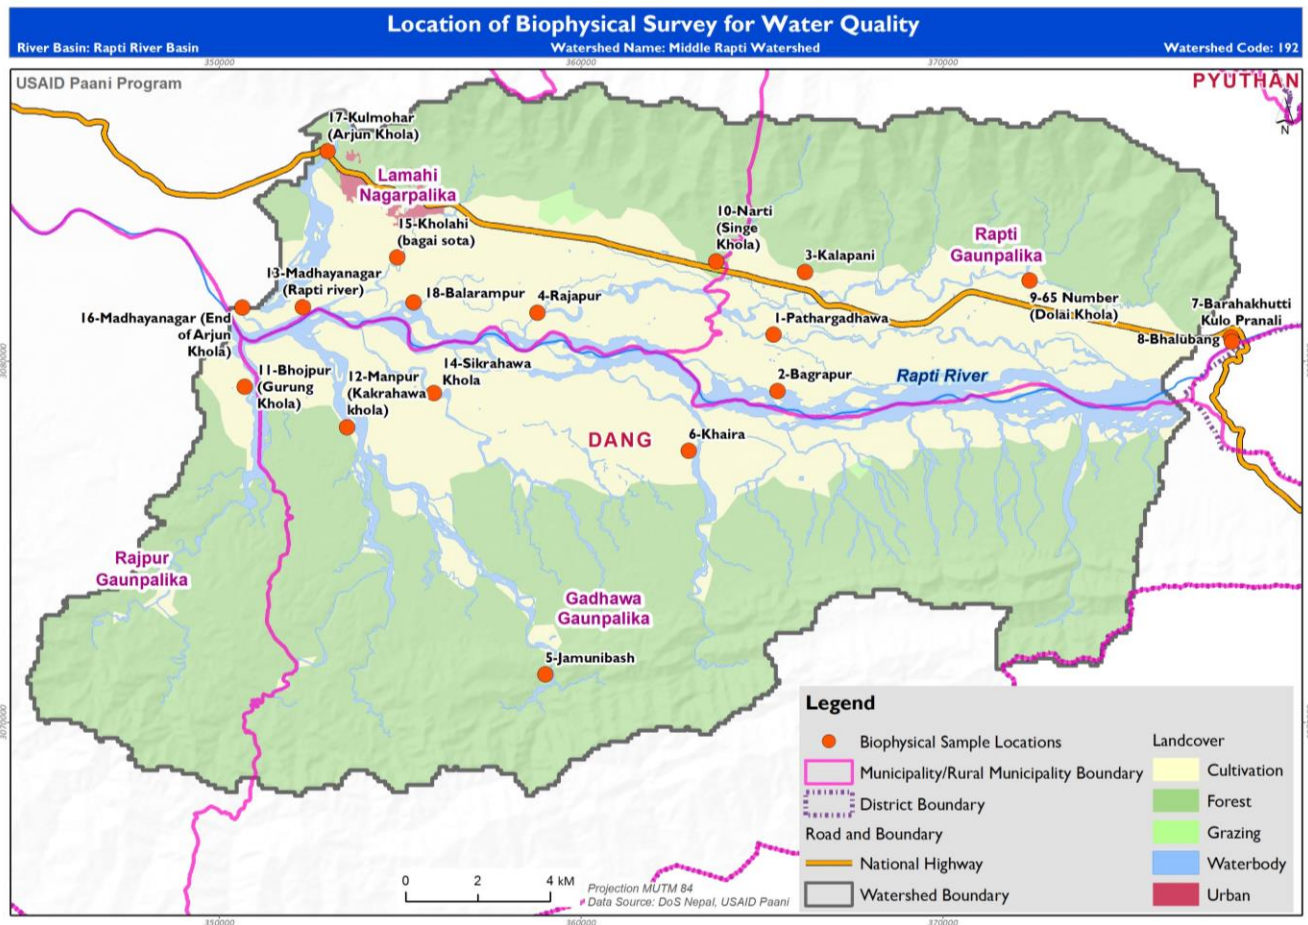 Location of Biophysical Survey for Water Quality
River Basin: Rapti River Basin
Watershed Name: Middle Rapti Watershed
Watershed Code: 192
350000
360000
370000
USAID Paani Program
PYUTHAN
N
17-Kulmohar
(Arjun Khola)
Lamahi
Nagarpalika
15-Kholahi
(bagai sota)
10-Narti
(Singe
Khola)
3-Kalapani
Rapti
Gaunpalika
13-Madhayanagar
(Rapti river)
18-Balarampur
4-Rajapur
9-65 Number
(Dolai Khola)
7-Barahakhutti
Kulo Pranali
8-Bhalubang
16-Madhayanagar (End
of Arjun
Khola)
1-Pathargadhawa
3080000
11-Bhojpur
(Gurung
Khola)
12-Manpur
(Kakrahawa
khola)
14-Sikrahawa
Khola
2-Bagrapur
Rapti River
DANG
6-Khaira
Rajpur
Gaunpalika
Gadhawa
Gaunpalika
5-Jamunibash
3070000
Legend
Biophysical Sample Locations
Municipality/Rural Municipality Boundary
District Boundary
Road and Boundary
National Highway
Watershed Boundary
Landcover
Cultivation
Forest
Grazing
Waterbody
Urban
0 2 4 kM
Projection MUTM 84
Data Source: DoS Nepal, USAID Paani
350000
360000
370000